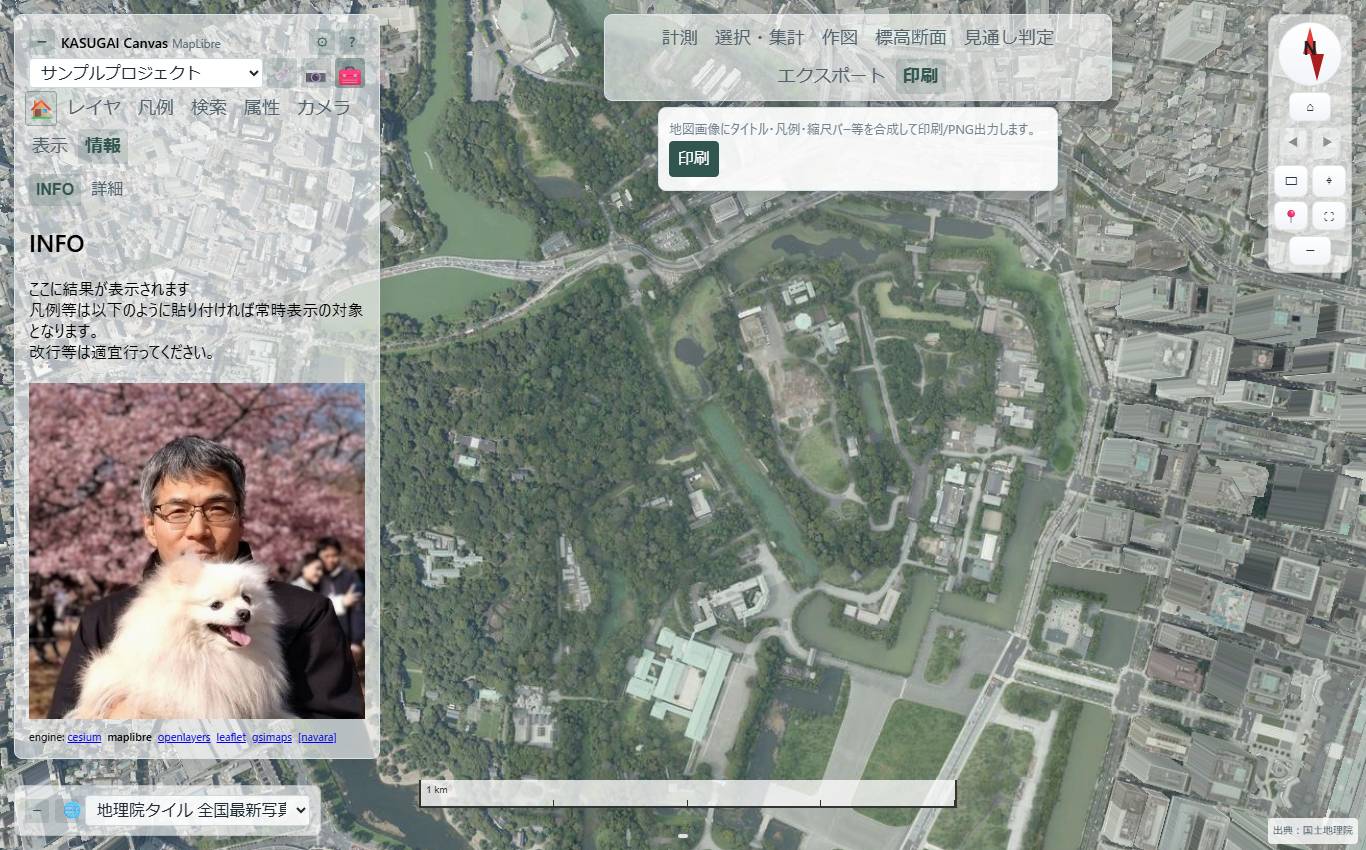 KASUGAI Canvas MapLibre
?
サンプルプロジェクト
レイヤ 凡例 検索 属性 カメラ
表示 情報
INFO 詳細
INFO
ここに結果が表示されます
凡例等は以下のように貼り付ければ常時表示の対象
となります。
改行等は適宜行ってください。
engine: cesium maplibre openlayers leaflet gsimaps [navara]
地理院タイル 全国最新写真
計測 選択・集計 作図 標高断面 見通し判定
エクスポート 印刷
地図画像にタイトル・凡例・縮尺バー等を合成して印刷/PNG出力します。
印刷
N
1 km
出典：国土地理院